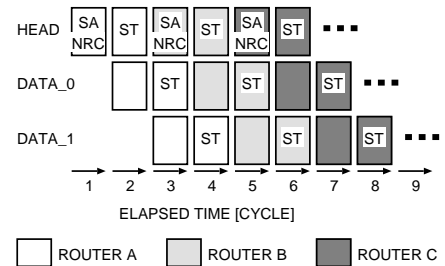 HEAD SA NRC ST SA NRC ST SA NRC ST
DATA_0 ST ST ST
DATA_1 ST ST ST
1 2 3 4 5 6 7 8 9
ELAPSED TIME [CYCLE]
ROUTER A ROUTER B ROUTER C